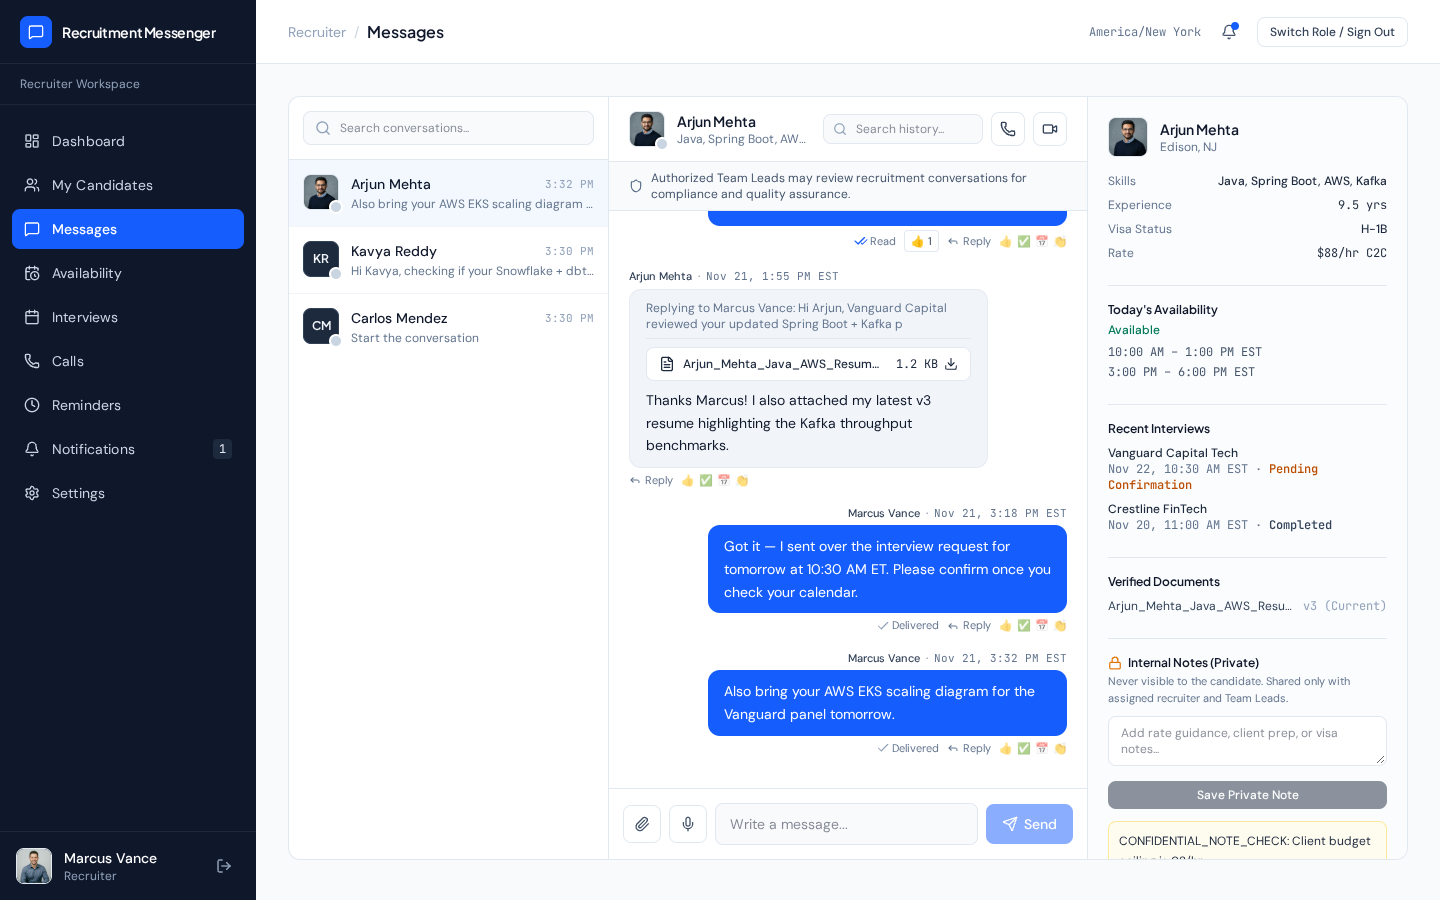 Recruitment Messenger
Recruiter Workspace
Dashboard
My Candidates
Messages
Availability
Interviews
Calls
Reminders
Notifications
1
Settings
Marcus Vance
Recruiter
Recruiter / Messages
America/New York
Switch Role / Sign Out
Search conversations…
Arjun Mehta
3:32 PM
Also bring your AWS EKS scaling diagram …
KR
Kavya Reddy
3:30 PM
Hi Kavya, checking if your Snowflake + dbt…
CM
Carlos Mendez
3:30 PM
Start the conversation
Arjun Mehta
Java, Spring Boot, AW…
Search history…
Authorized Team Leads may review recruitment conversations for
compliance and quality assurance.
Read 👍 1 Reply 👍 ✅ 📅 👏
Arjun Mehta · Nov 21, 1:55 PM EST
Replying to Marcus Vance: Hi Arjun, Vanguard Capital
reviewed your updated Spring Boot + Kafka p
Arjun_Mehta_Java_AWS_Resum… 1.2 KB
Thanks Marcus! I also attached my latest v3
resume highlighting the Kafka throughput
benchmarks.
Reply 👍 ✅ 📅 👏
Marcus Vance · Nov 21, 3:18 PM EST
Got it — I sent over the interview request for
tomorrow at 10:30 AM ET. Please confirm once you
check your calendar.
Delivered Reply 👍 ✅ 📅 👏
Marcus Vance · Nov 21, 3:32 PM EST
Also bring your AWS EKS scaling diagram for the
Vanguard panel tomorrow.
Delivered Reply 👍 ✅ 📅 👏
Write a message...
Send
Arjun Mehta
Edison, NJ
Skills Java, Spring Boot, AWS, Kafka
Experience 9.5 yrs
Visa Status H-1B
Rate $88/hr C2C
Today's Availability
Available
10:00 AM – 1:00 PM EST
3:00 PM – 6:00 PM EST
Recent Interviews
Vanguard Capital Tech
Nov 22, 10:30 AM EST · Pending
Confirmation
Crestline FinTech
Nov 20, 11:00 AM EST · Completed
Verified Documents
Arjun_Mehta_Java_AWS_Resu… v3 (Current)
Internal Notes (Private)
Never visible to the candidate. Shared only with
assigned recruiter and Team Leads.
Add rate guidance, client prep, or visa
notes…
Save Private Note
CONFIDENTIAL_NOTE_CHECK: Client budget